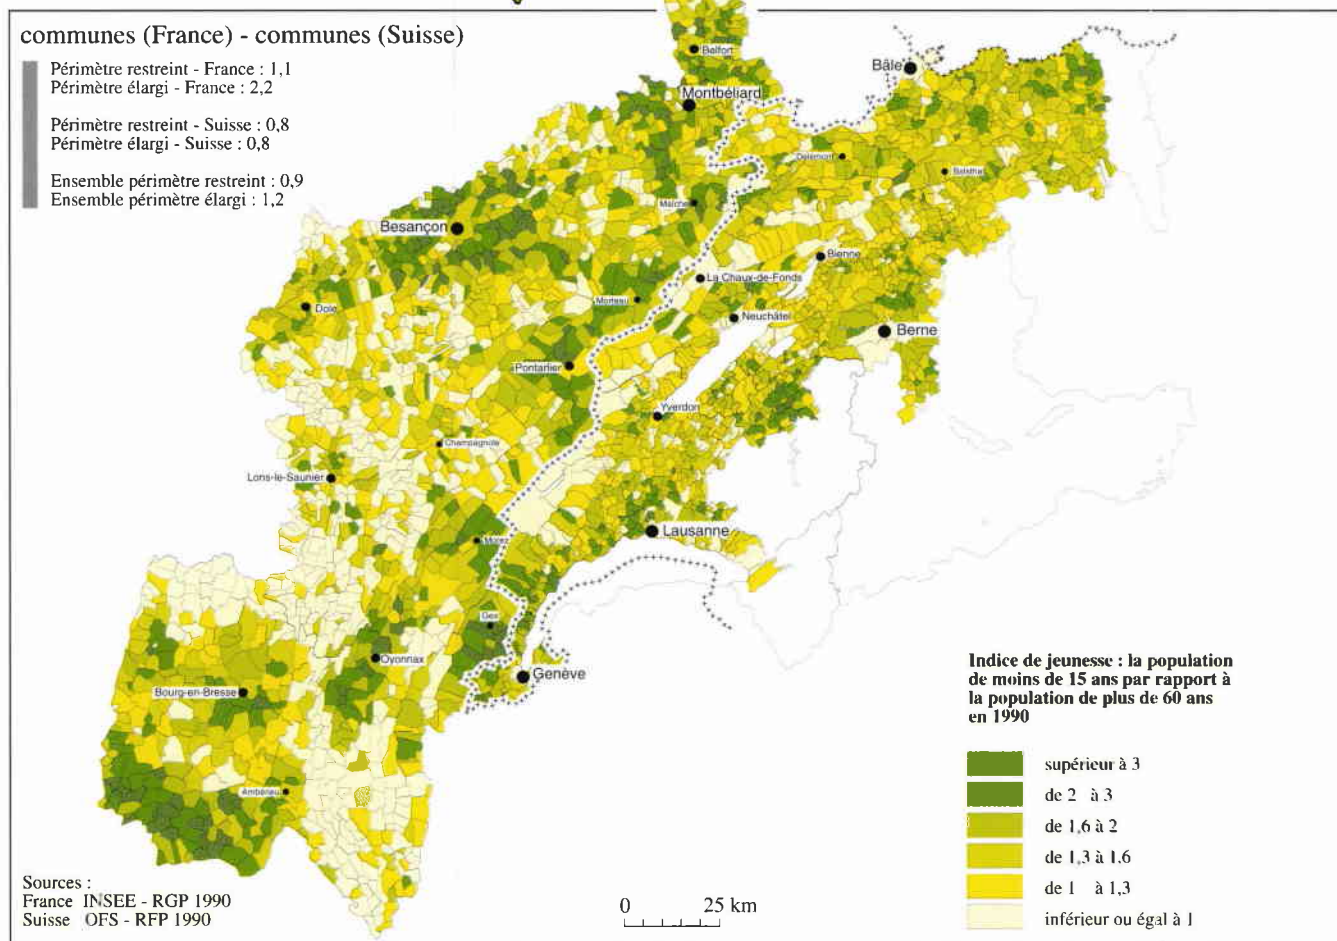 communes (France) - communes (Suisse)
Périmètre restreint - France : 1,1
Périmètre élargi - France : 2,2
Périmètre restreint - Suisse : 0,8
Périmètre élargi - Suisse : 0,8
Ensemble périmètre restreint : 0,9
Ensemble périmètre élargi : 1,2
Belfort
Bâle
Montbéliard
Delémont
Balsthal
Maîche
Besançon
Bienne
La Chaux-de-Fonds
Morteau
Dole
Neuchâtel
Berne
Pontarlier
Yverdon
Champagnole
Lons-le-Saunier
Lausanne
Morez
Gex
Oyonnax
Genève
Bourg-en-Bresse
Ambérieu
Indice de jeunesse : la population
de moins de 15 ans par rapport à
la population de plus de 60 ans
en 1990
supérieur à 3
de 2 à 3
de 1,6 à 2
de 1,3 à 1,6
de 1 à 1,3
inférieur ou égal à 1
Sources :
France INSEE - RGP 1990
Suisse OFS - RFP 1990
0 25 km